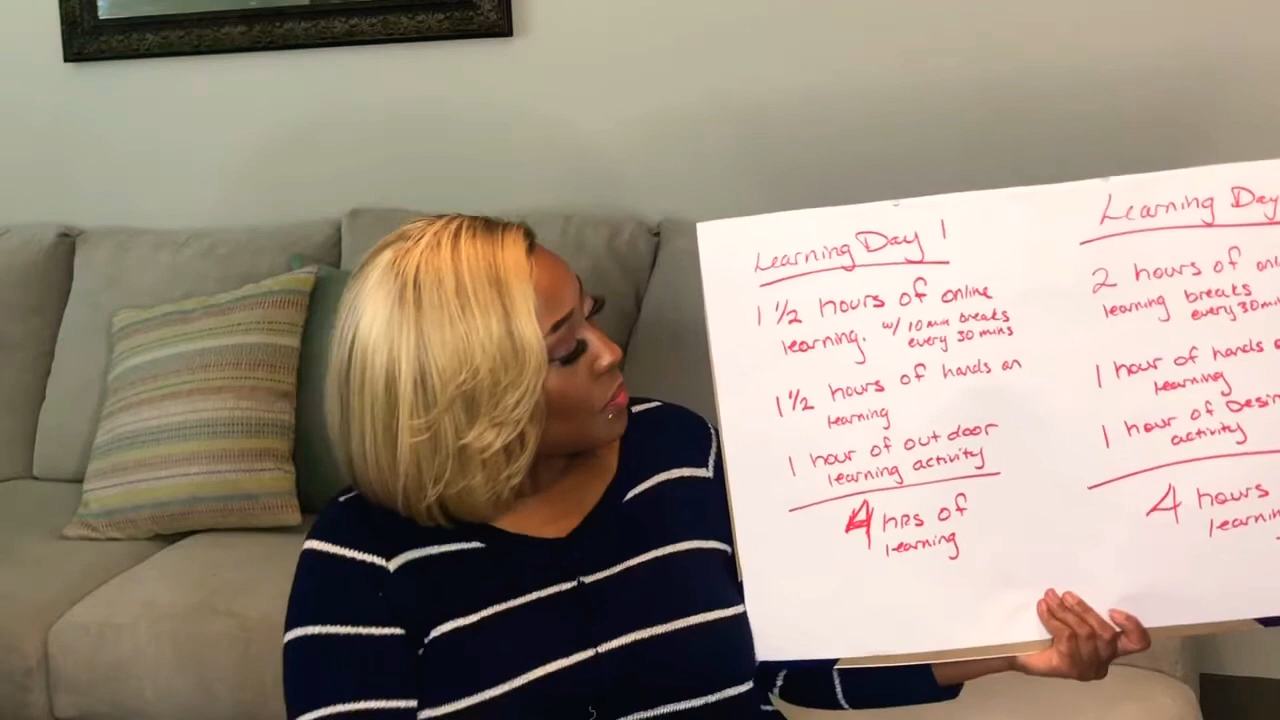 Learning Day 1
1 1/2 hours of online
learning. w/ 10 min breaks
every 30 mins
1 1/2 hours of hands on
learning
1 hour of outdoor
learning activity
4 hrs of
learning
Learning Day
2 hours of
learning breaks
every 30
1 hour of hands
learning
1 hour of
activity
4 hours